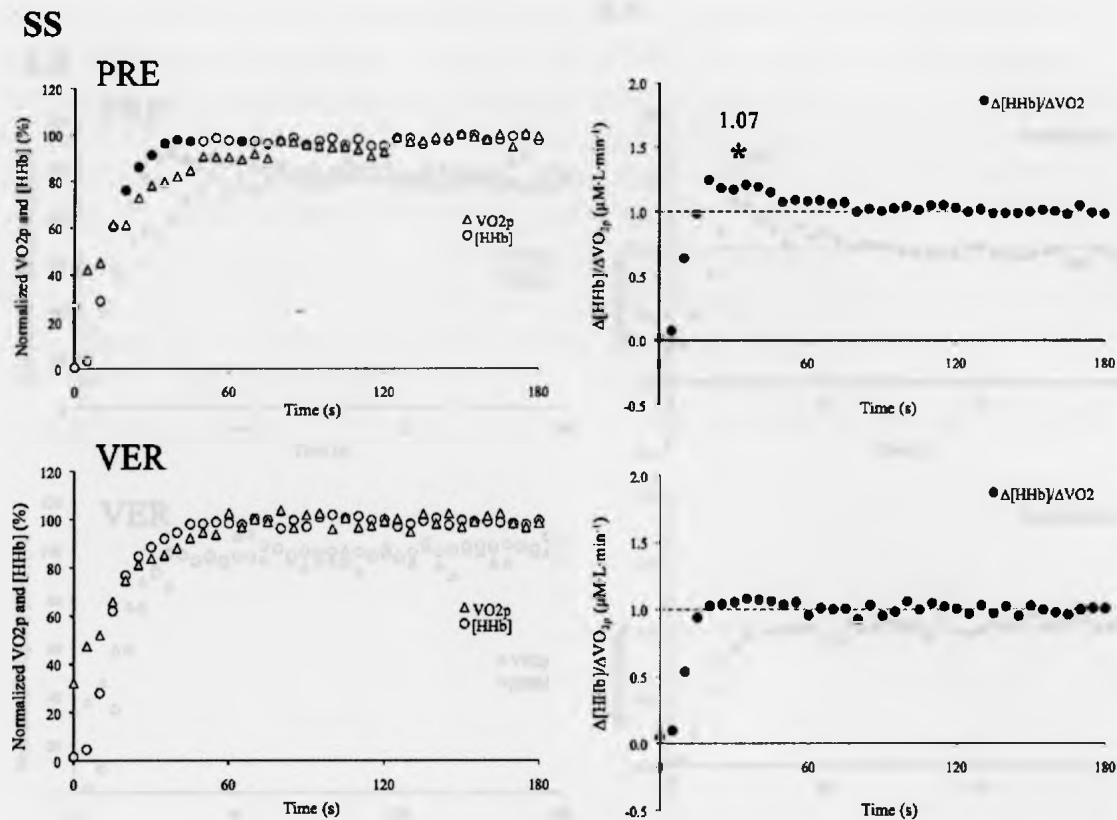 SS
PRE
Normalized VO2p and [HHb] (%)
120
100
80
60
40
20
0
△ VO2p
○ [HHb]
0
60
120
180
Time (s)
Δ[HHb]/ΔVO2p (µM·L·min⁻¹)
2.0
1.5
1.0
0.5
0.0
-0.5
● Δ[HHb]/ΔVO2
1.07
*
0
60
120
180
Time (s)
VER
Normalized VO2p and [HHb] (%)
120
100
80
60
40
20
0
△ VO2p
○ [HHb]
0
60
120
180
Time (s)
Δ[HHb]/ΔVO2p (µM·L·min⁻¹)
2.0
1.5
1.0
0.5
0.0
-0.5
● Δ[HHb]/ΔVO2
0
60
120
180
Time (s)